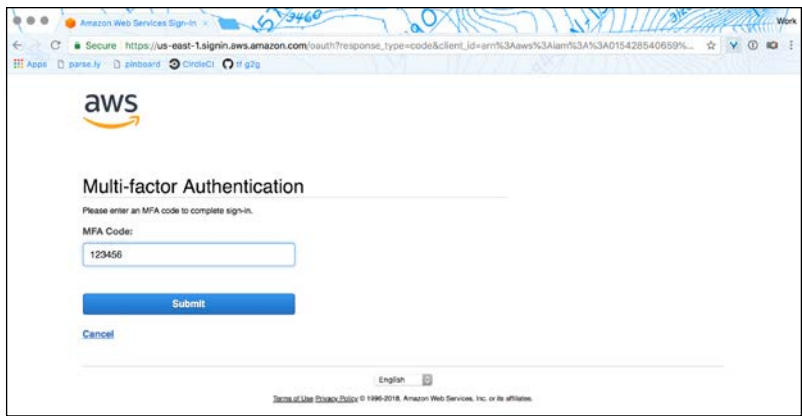 Amazon Web Services Sign-In
Work
Secure https://us-east-1.signin.aws.amazon.com/oauth?response_type=code&client_id=arn%3Aaws%3Aiam%3A%3A015428540659%...
Apps parse.ly pinboard CircleCI tf g2g
aws
Multi-factor Authentication
Please enter an MFA code to complete sign-in.
MFA Code:
123456
Submit
Cancel
English
Terms of Use Privacy Policy © 1996-2018, Amazon Web Services, Inc. or its affiliates.